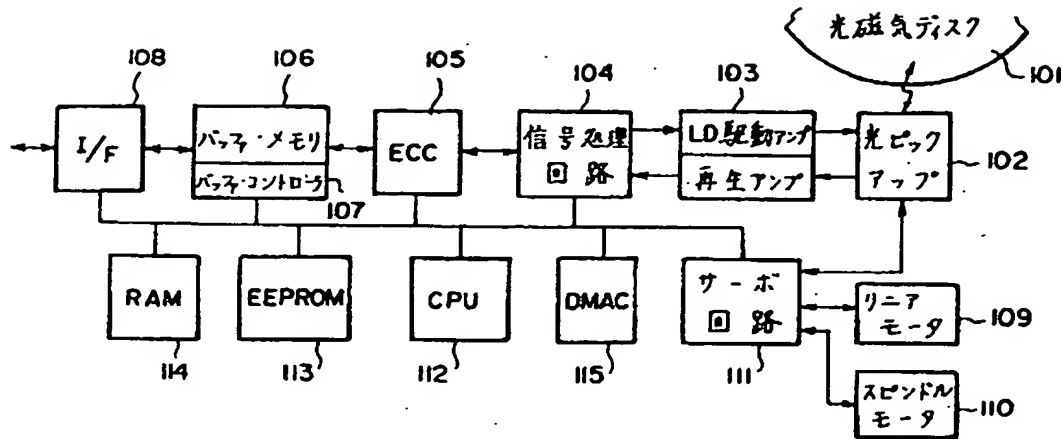 光磁気ディスク
101
108
106
105
104
103
I/F
バッファ・メモリ
バッファ・コントローラ
107
ECC
信号処理
回路
LD駆動アンプ
再生アンプ
光ピック
アップ
102
RAM
114
EEPROM
113
CPU
112
DMAC
115
サーボ
回路
111
リニア
モータ
109
スピンドル
モータ
110